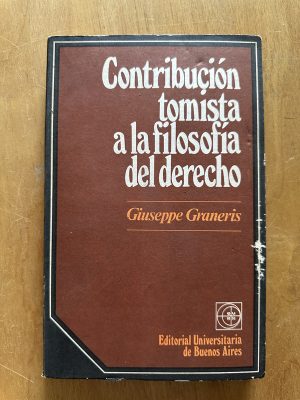 Contribución
tomista
a la filosofía
del derecho
Giuseppe Graneris
Editorial Universitaria
de Buenos Aires